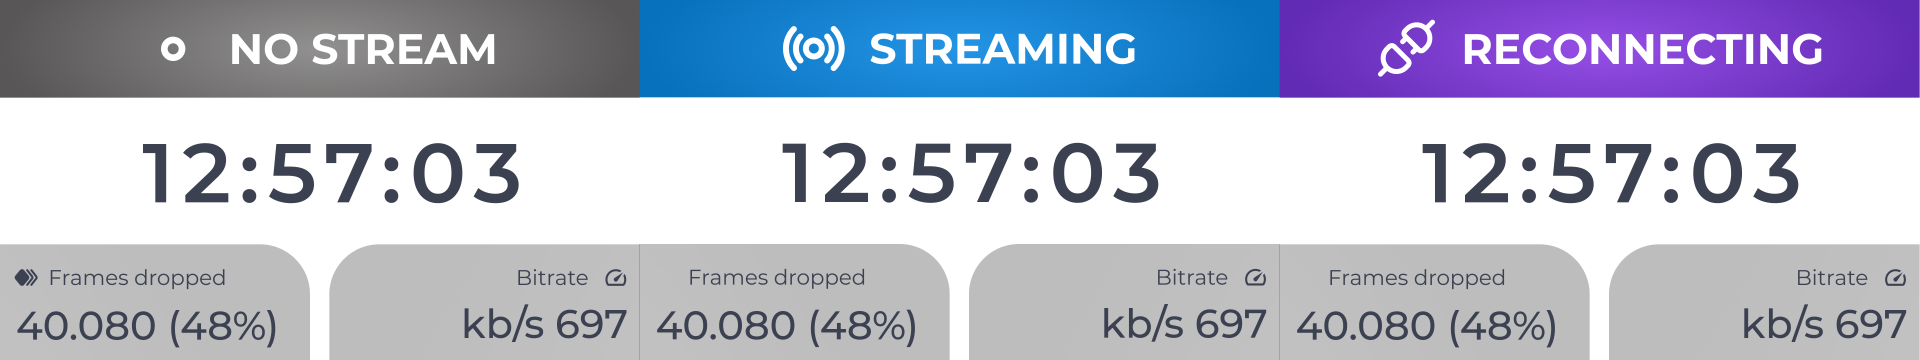 NO STREAM
12:57:03
Frames dropped
40.080 (48%)
Bitrate
kb/s 697
STREAMING
12:57:03
Frames dropped
40.080 (48%)
Bitrate
kb/s 697
RECONNECTING
12:57:03
Frames dropped
40.080 (48%)
Bitrate
kb/s 697